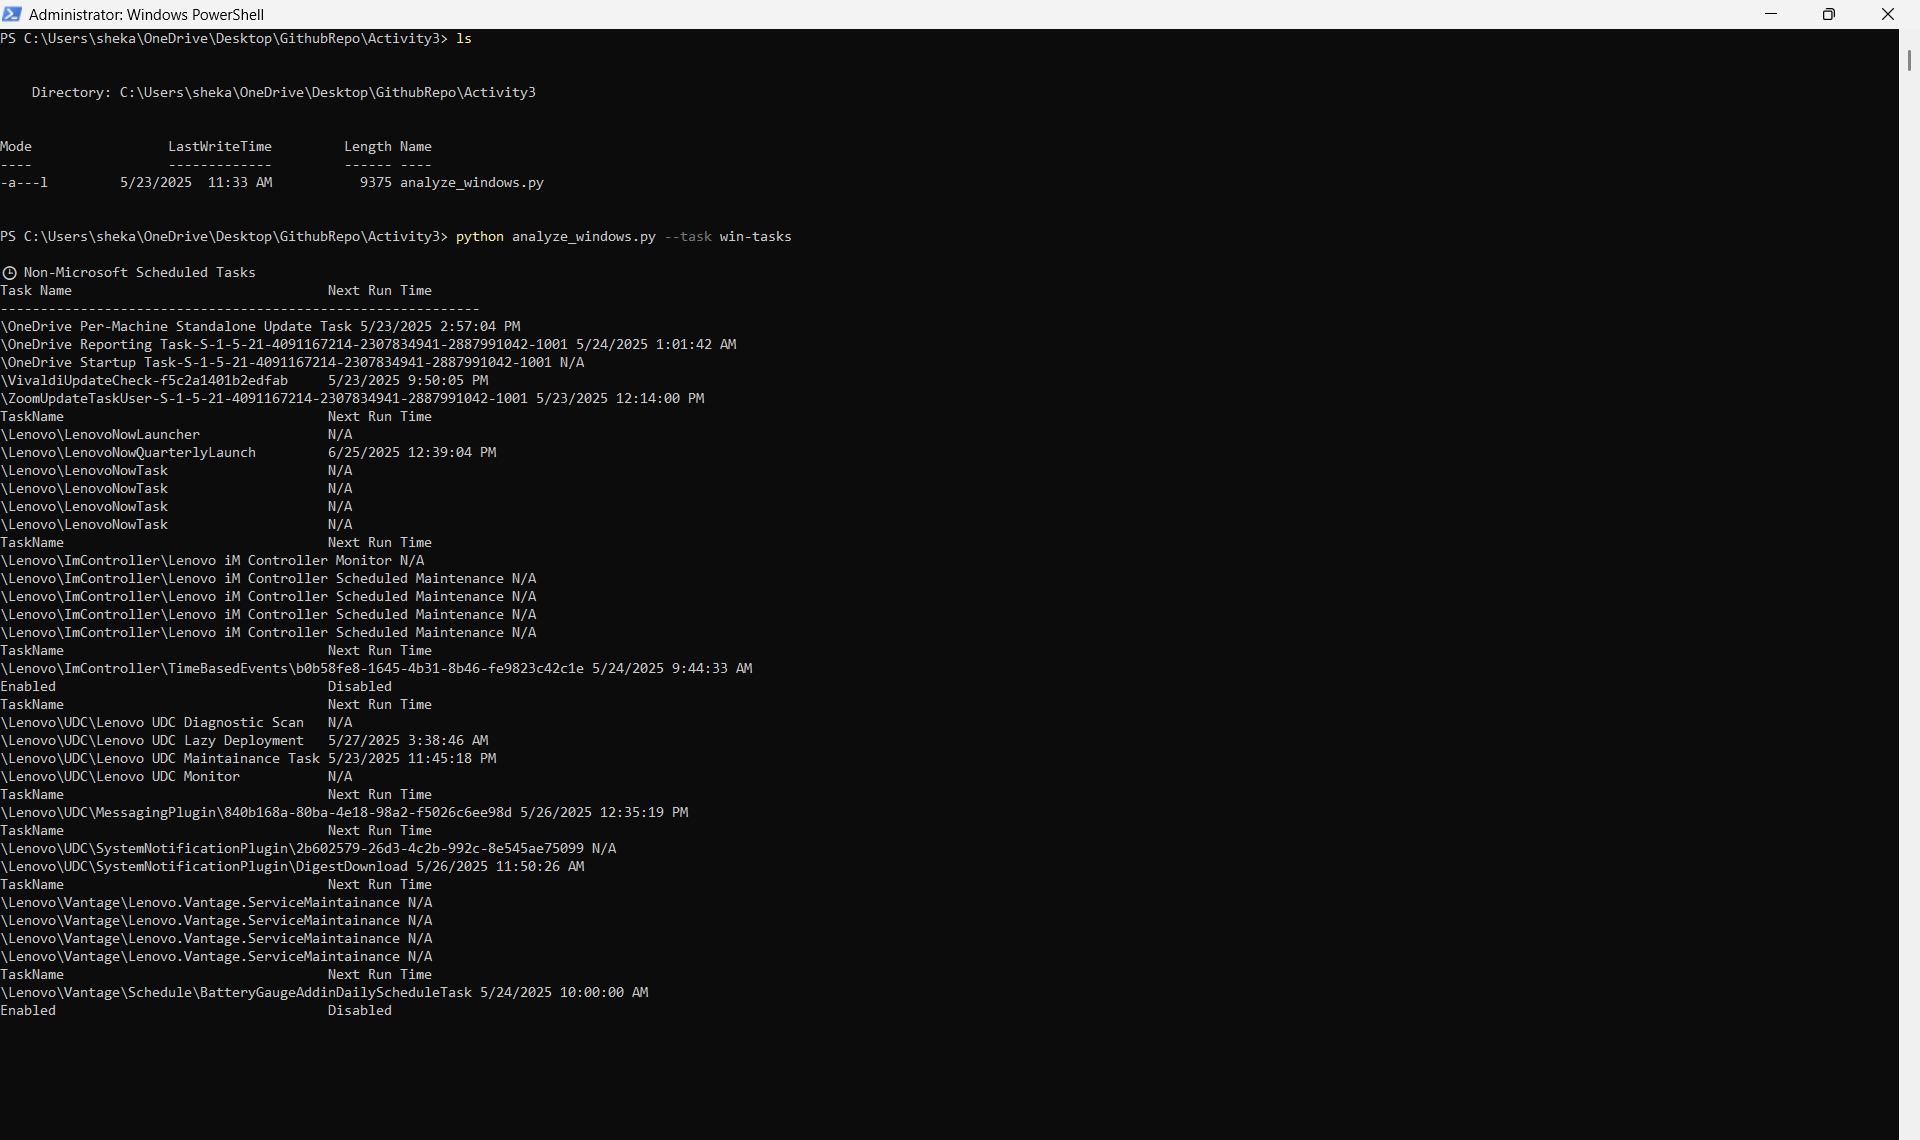 Administrator: Windows PowerShell
PS C:\Users\sheka\OneDrive\Desktop\GithubRepo\Activity3> ls
Directory: C:\Users\sheka\OneDrive\Desktop\GithubRepo\Activity3
Mode                 LastWriteTime         Length Name
----                 -------------         ------ ----
-a---l         5/23/2025  11:33 AM           9375 analyze_windows.py
PS C:\Users\sheka\OneDrive\Desktop\GithubRepo\Activity3> python analyze_windows.py --task win-tasks
Non-Microsoft Scheduled Tasks
Task Name                                Next Run Time
------------------------------------------------------------
\OneDrive Per-Machine Standalone Update Task 5/23/2025 2:57:04 PM
\OneDrive Reporting Task-S-1-5-21-4091167214-2307834941-2887991042-1001 5/24/2025 1:01:42 AM
\OneDrive Startup Task-S-1-5-21-4091167214-2307834941-2887991042-1001 N/A
\VivaldiUpdateCheck-f5c2a1401b2edfab     5/23/2025 9:50:05 PM
\ZoomUpdateTaskUser-S-1-5-21-4091167214-2307834941-2887991042-1001 5/23/2025 12:14:00 PM
TaskName                                 Next Run Time
\Lenovo\LenovoNowLauncher                N/A
\Lenovo\LenovoNowQuarterlyLaunch         6/25/2025 12:39:04 PM
\Lenovo\LenovoNowTask                    N/A
\Lenovo\LenovoNowTask                    N/A
\Lenovo\LenovoNowTask                    N/A
\Lenovo\LenovoNowTask                    N/A
TaskName                                 Next Run Time
\Lenovo\ImController\Lenovo iM Controller Monitor N/A
\Lenovo\ImController\Lenovo iM Controller Scheduled Maintenance N/A
\Lenovo\ImController\Lenovo iM Controller Scheduled Maintenance N/A
\Lenovo\ImController\Lenovo iM Controller Scheduled Maintenance N/A
\Lenovo\ImController\Lenovo iM Controller Scheduled Maintenance N/A
TaskName                                 Next Run Time
\Lenovo\ImController\TimeBasedEvents\b0b58fe8-1645-4b31-8b46-fe9823c42c1e 5/24/2025 9:44:33 AM
Enabled                                  Disabled
TaskName                                 Next Run Time
\Lenovo\UDC\Lenovo UDC Diagnostic Scan   N/A
\Lenovo\UDC\Lenovo UDC Lazy Deployment   5/27/2025 3:38:46 AM
\Lenovo\UDC\Lenovo UDC Maintainance Task 5/23/2025 11:45:18 PM
\Lenovo\UDC\Lenovo UDC Monitor           N/A
TaskName                                 Next Run Time
\Lenovo\UDC\MessagingPlugin\840b168a-80ba-4e18-98a2-f5026c6ee98d 5/26/2025 12:35:19 PM
TaskName                                 Next Run Time
\Lenovo\UDC\SystemNotificationPlugin\2b602579-26d3-4c2b-992c-8e545ae75099 N/A
\Lenovo\UDC\SystemNotificationPlugin\DigestDownload 5/26/2025 11:50:26 AM
TaskName                                 Next Run Time
\Lenovo\Vantage\Lenovo.Vantage.ServiceMaintainance N/A
\Lenovo\Vantage\Lenovo.Vantage.ServiceMaintainance N/A
\Lenovo\Vantage\Lenovo.Vantage.ServiceMaintainance N/A
\Lenovo\Vantage\Lenovo.Vantage.ServiceMaintainance N/A
TaskName                                 Next Run Time
\Lenovo\Vantage\Schedule\BatteryGaugeAddinDailyScheduleTask 5/24/2025 10:00:00 AM
Enabled                                  Disabled